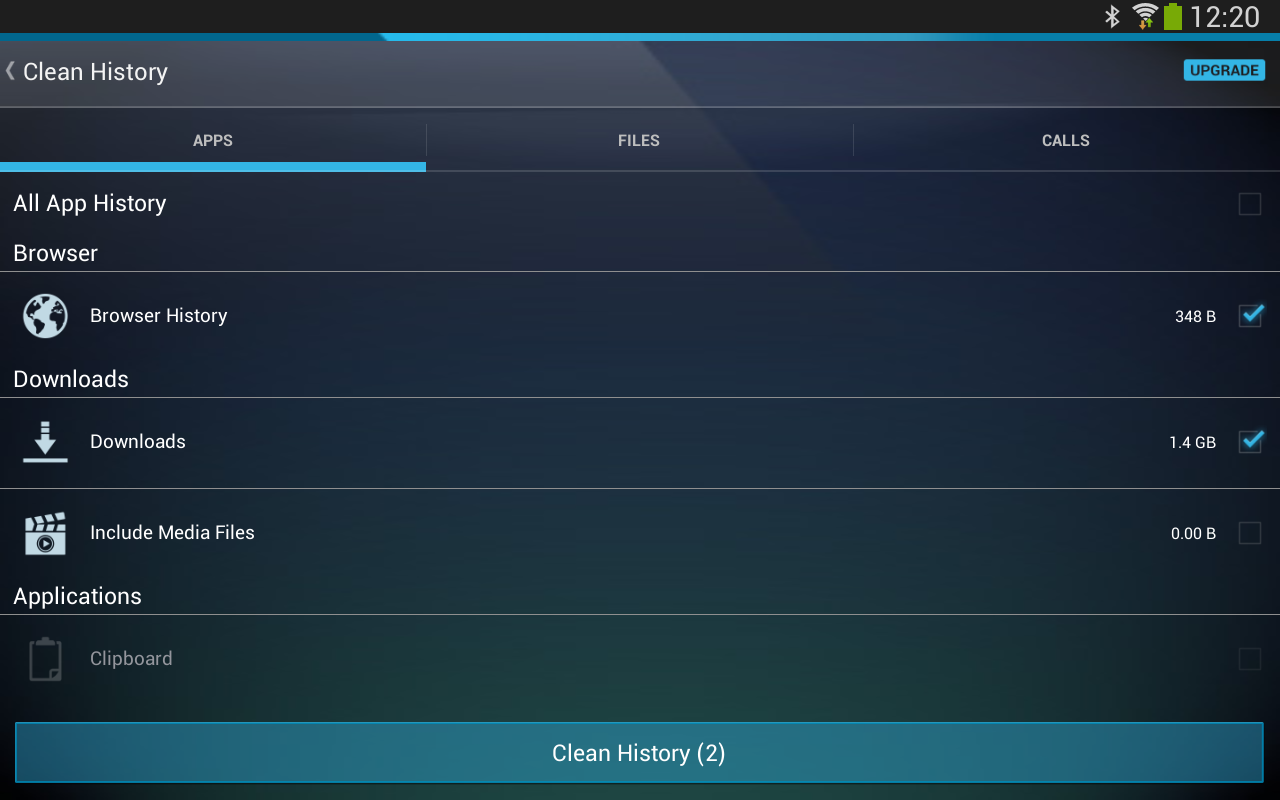 12:20
Clean History
UPGRADE
APPS
FILES
CALLS
All App History
Browser
Browser History 348 B
Downloads
Downloads 1.4 GB
Include Media Files 0.00 B
Applications
Clipboard
Clean History (2)